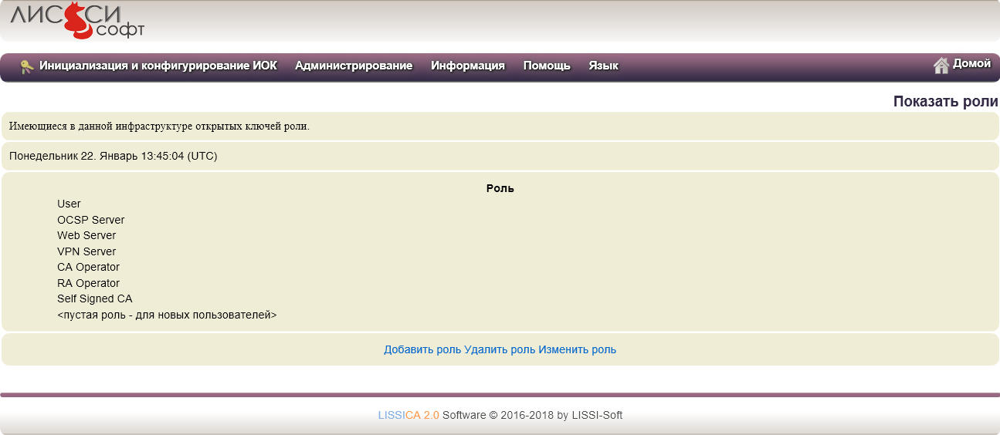 ЛИССИ
софт
Инициализация и конфигурирование ИОК Администрирование Информация Помощь Язык Домой
Показать роли
Имеющиеся в данной инфраструктуре открытых ключей роли.
Понедельник 22. Январь 13:45:04 (UTC)
Роль
User
OCSP Server
Web Server
VPN Server
CA Operator
RA Operator
Self Signed CA
<пустая роль - для новых пользователей>
Добавить роль Удалить роль Изменить роль
LISSICA 2.0 Software © 2016-2018 by LISSI-Soft